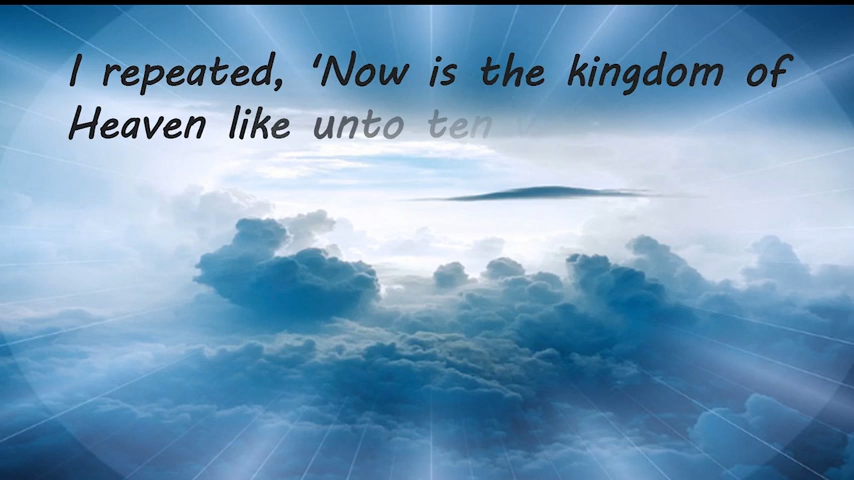 I repeated, ‘Now is the kingdom of
Heaven like unto ten